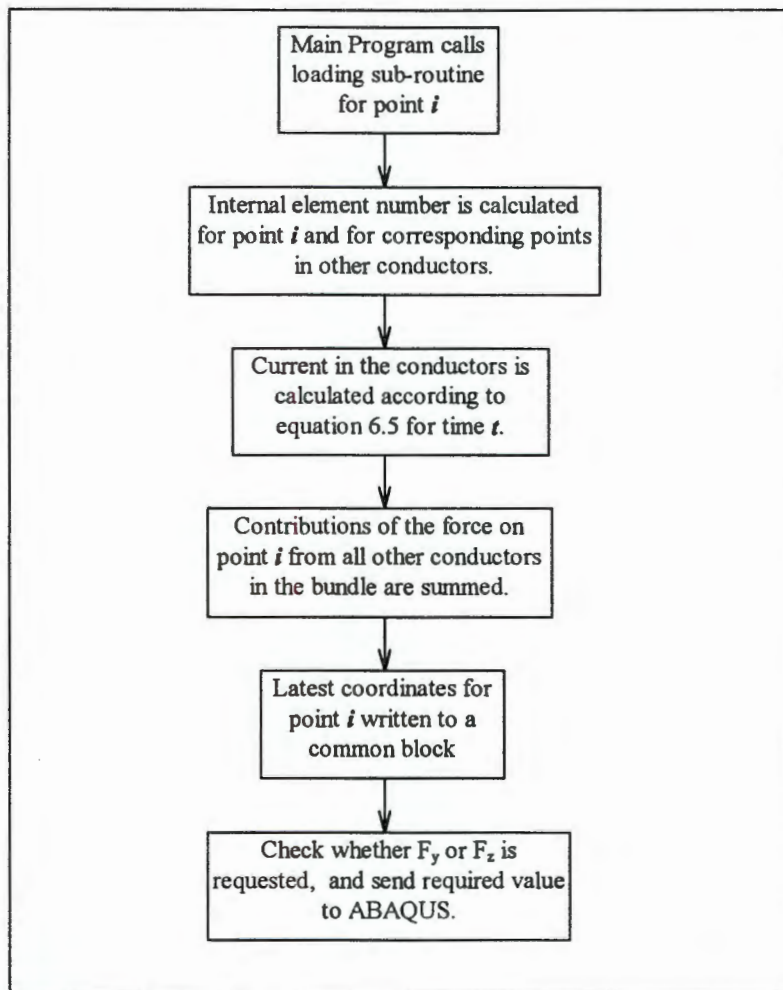 Main Program calls
loading sub-routine
for point i
Internal element number is calculated
for point i and for corresponding points
in other conductors.
Current in the conductors is
calculated according to
equation 6.5 for time t.
Contributions of the force on
point i from all other conductors
in the bundle are summed.
Latest coordinates for
point i written to a
common block
Check whether Fy or Fz is
requested, and send required value
to ABAQUS.